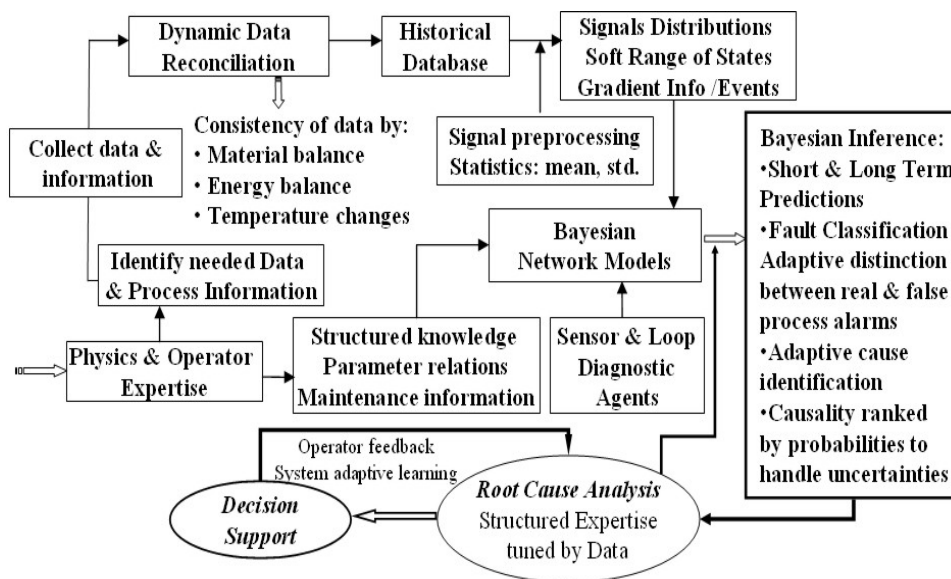 Dynamic Data
Reconciliation
Historical
Database
Signals Distributions
Soft Range of States
Gradient Info /Events
Collect data &
information
Consistency of data by:
• Material balance
• Energy balance
• Temperature changes
Signal preprocessing
Statistics: mean, std.
Bayesian Inference:
•Short & Long Term
Predictions
•Fault Classification
Adaptive distinction
between real & false
process alarms
•Adaptive cause
identification
•Causality ranked
by probabilities to
handle uncertainties
Bayesian
Network Models
Identify needed Data
& Process Information
Physics & Operator
Expertise
Structured knowledge
Parameter relations
Maintenance information
Sensor & Loop
Diagnostic
Agents
Operator feedback
System adaptive learning
Decision
Support
Root Cause Analysis
Structured Expertise
tuned by Data